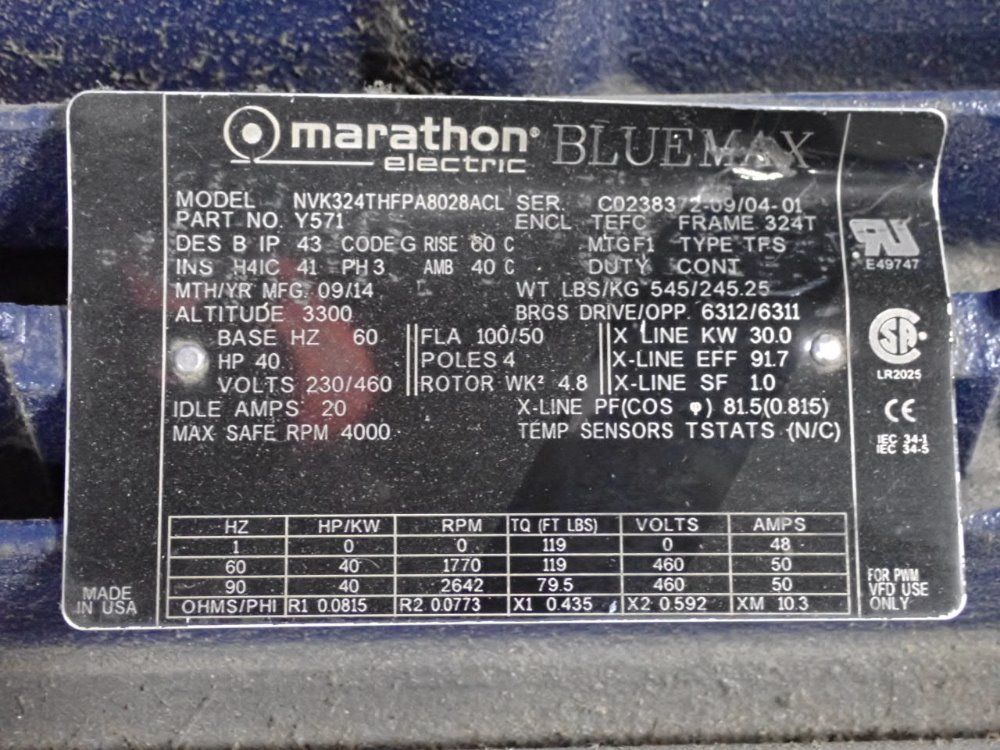 marathon® BLUEMAX
electric
MODEL NVK324THFPA8028ACL SER. C0238372-09/04-01
PART NO. Y571 ENCL TEFC FRAME 324T
DES B IP 43 CODE G RISE 60 C MTGF1 TYPE TFS
INS H4IC 41 PH 3 AMB 40 C DUTY CONT
MTH/YR MFG. 09/14 WT LBS/KG 545/245.25
ALTITUDE 3300 BRGS DRIVE/OPP. 6312/6311
BASE HZ 60 FLA 100/50 X LINE KW 30.0
HP 40 POLES 4 X-LINE EFF 91.7
VOLTS 230/460 ROTOR WK² 4.8 X-LINE SF 1.0
IDLE AMPS 20 X-LINE PF(COS φ) 81.5(0.815)
MAX SAFE RPM 4000 TEMP SENSORS TSTATS (N/C)
HZ HP/KW RPM TQ (FT LBS) VOLTS AMPS
1 0 0 119 0 48
60 40 1770 119 460 50
90 40 2642 79.5 460 50
OHMS/PHI R1 0.0815 R2 0.0773 X1 0.435 X2 0.592 XM 10.3
MADE
IN USA
E49747
LR2025
CE
IEC 34-1
IEC 34-5
FOR PWM
VFD USE
ONLY